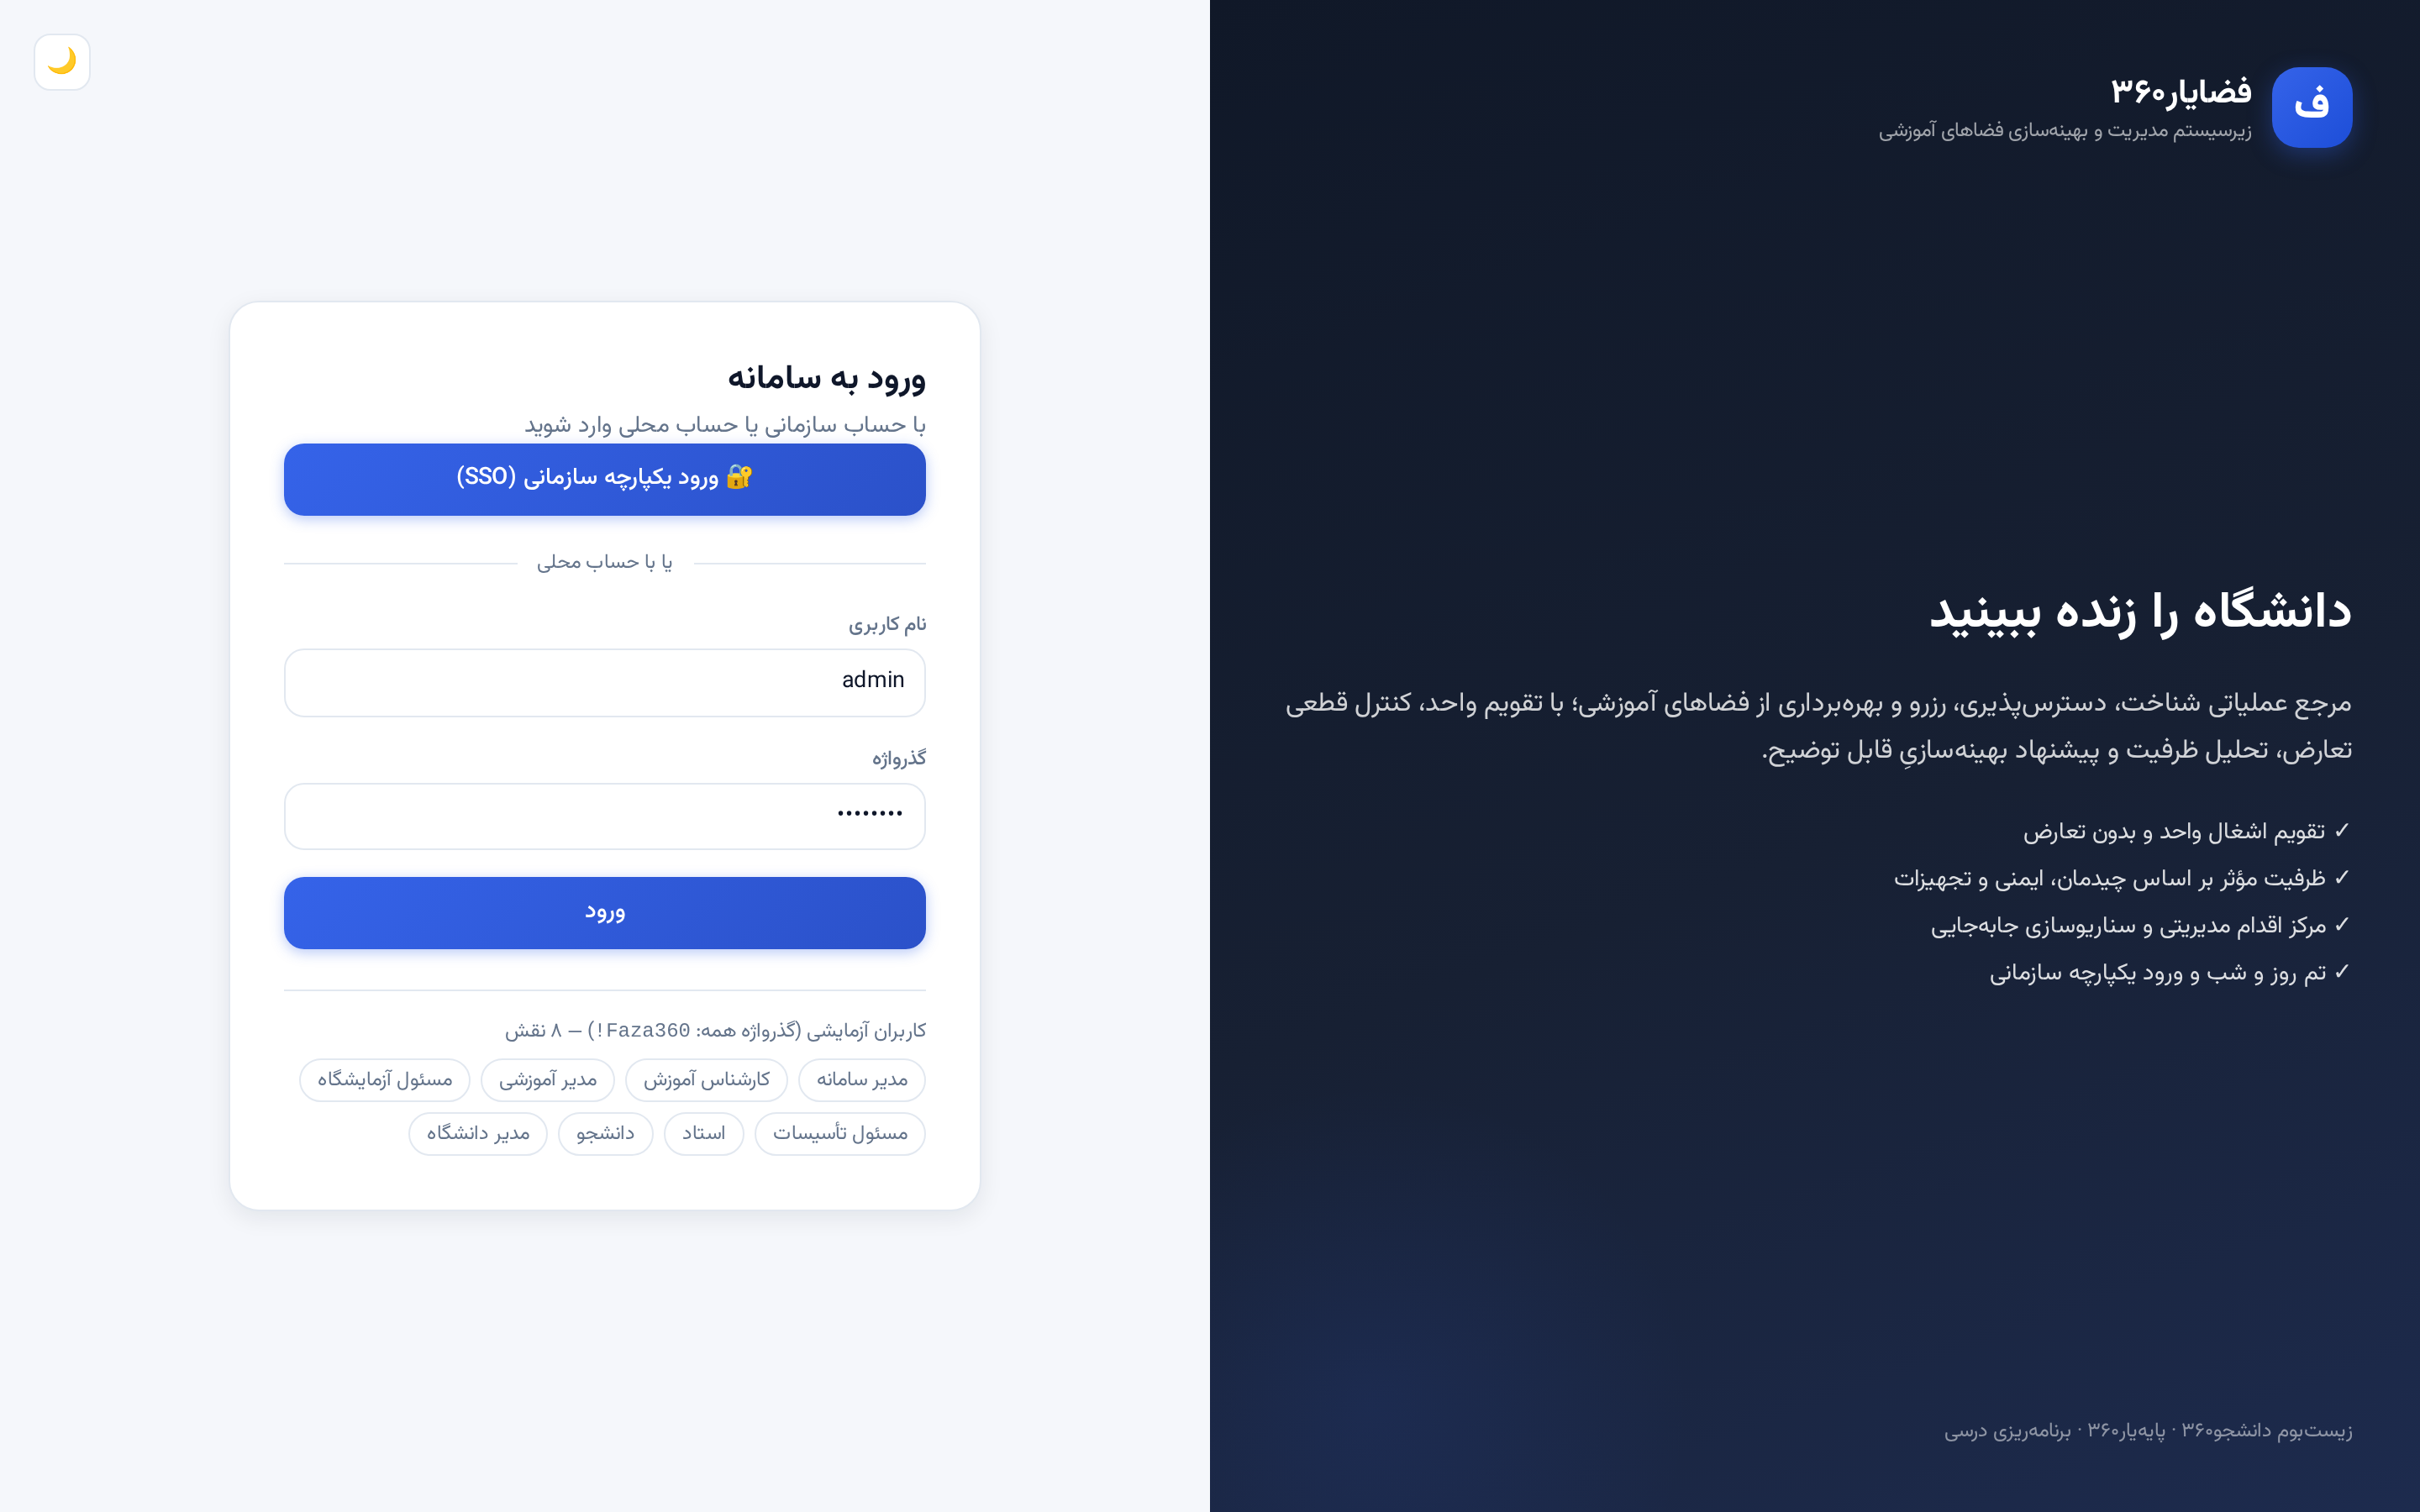 ف
فضایار۳۶۰
زیرسیستم مدیریت و بهینه‌سازی فضاهای آموزشی
دانشگاه را زنده ببینید
مرجع عملیاتی شناخت، دسترس‌پذیری، رزرو و بهره‌برداری از فضاهای آموزشی؛ با تقویم واحد، کنترل قطعی
تعارض، تحلیل ظرفیت و پیشنهاد بهینه‌سازیِ قابل توضیح.
✓ تقویم اشغال واحد و بدون تعارض
✓ ظرفیت مؤثر بر اساس چیدمان، ایمنی و تجهیزات
✓ مرکز اقدام مدیریتی و سناریوسازی جابه‌جایی
✓ تم روز و شب و ورود یکپارچه سازمانی
زیست‌بوم دانشجو۳۶۰ · پایه‌یار۳۶۰ · برنامه‌ریزی درسی
ورود به سامانه
با حساب سازمانی یا حساب محلی وارد شوید
🔐 ورود یکپارچه سازمانی (SSO)
یا با حساب محلی
نام کاربری
admin
گذرواژه
••••••••
ورود
کاربران آزمایشی (گذرواژه همه: Faza360!) — ۸ نقش
مدیر سامانه کارشناس آموزش مدیر آموزشی مسئول آزمایشگاه
مسئول تأسیسات استاد دانشجو مدیر دانشگاه